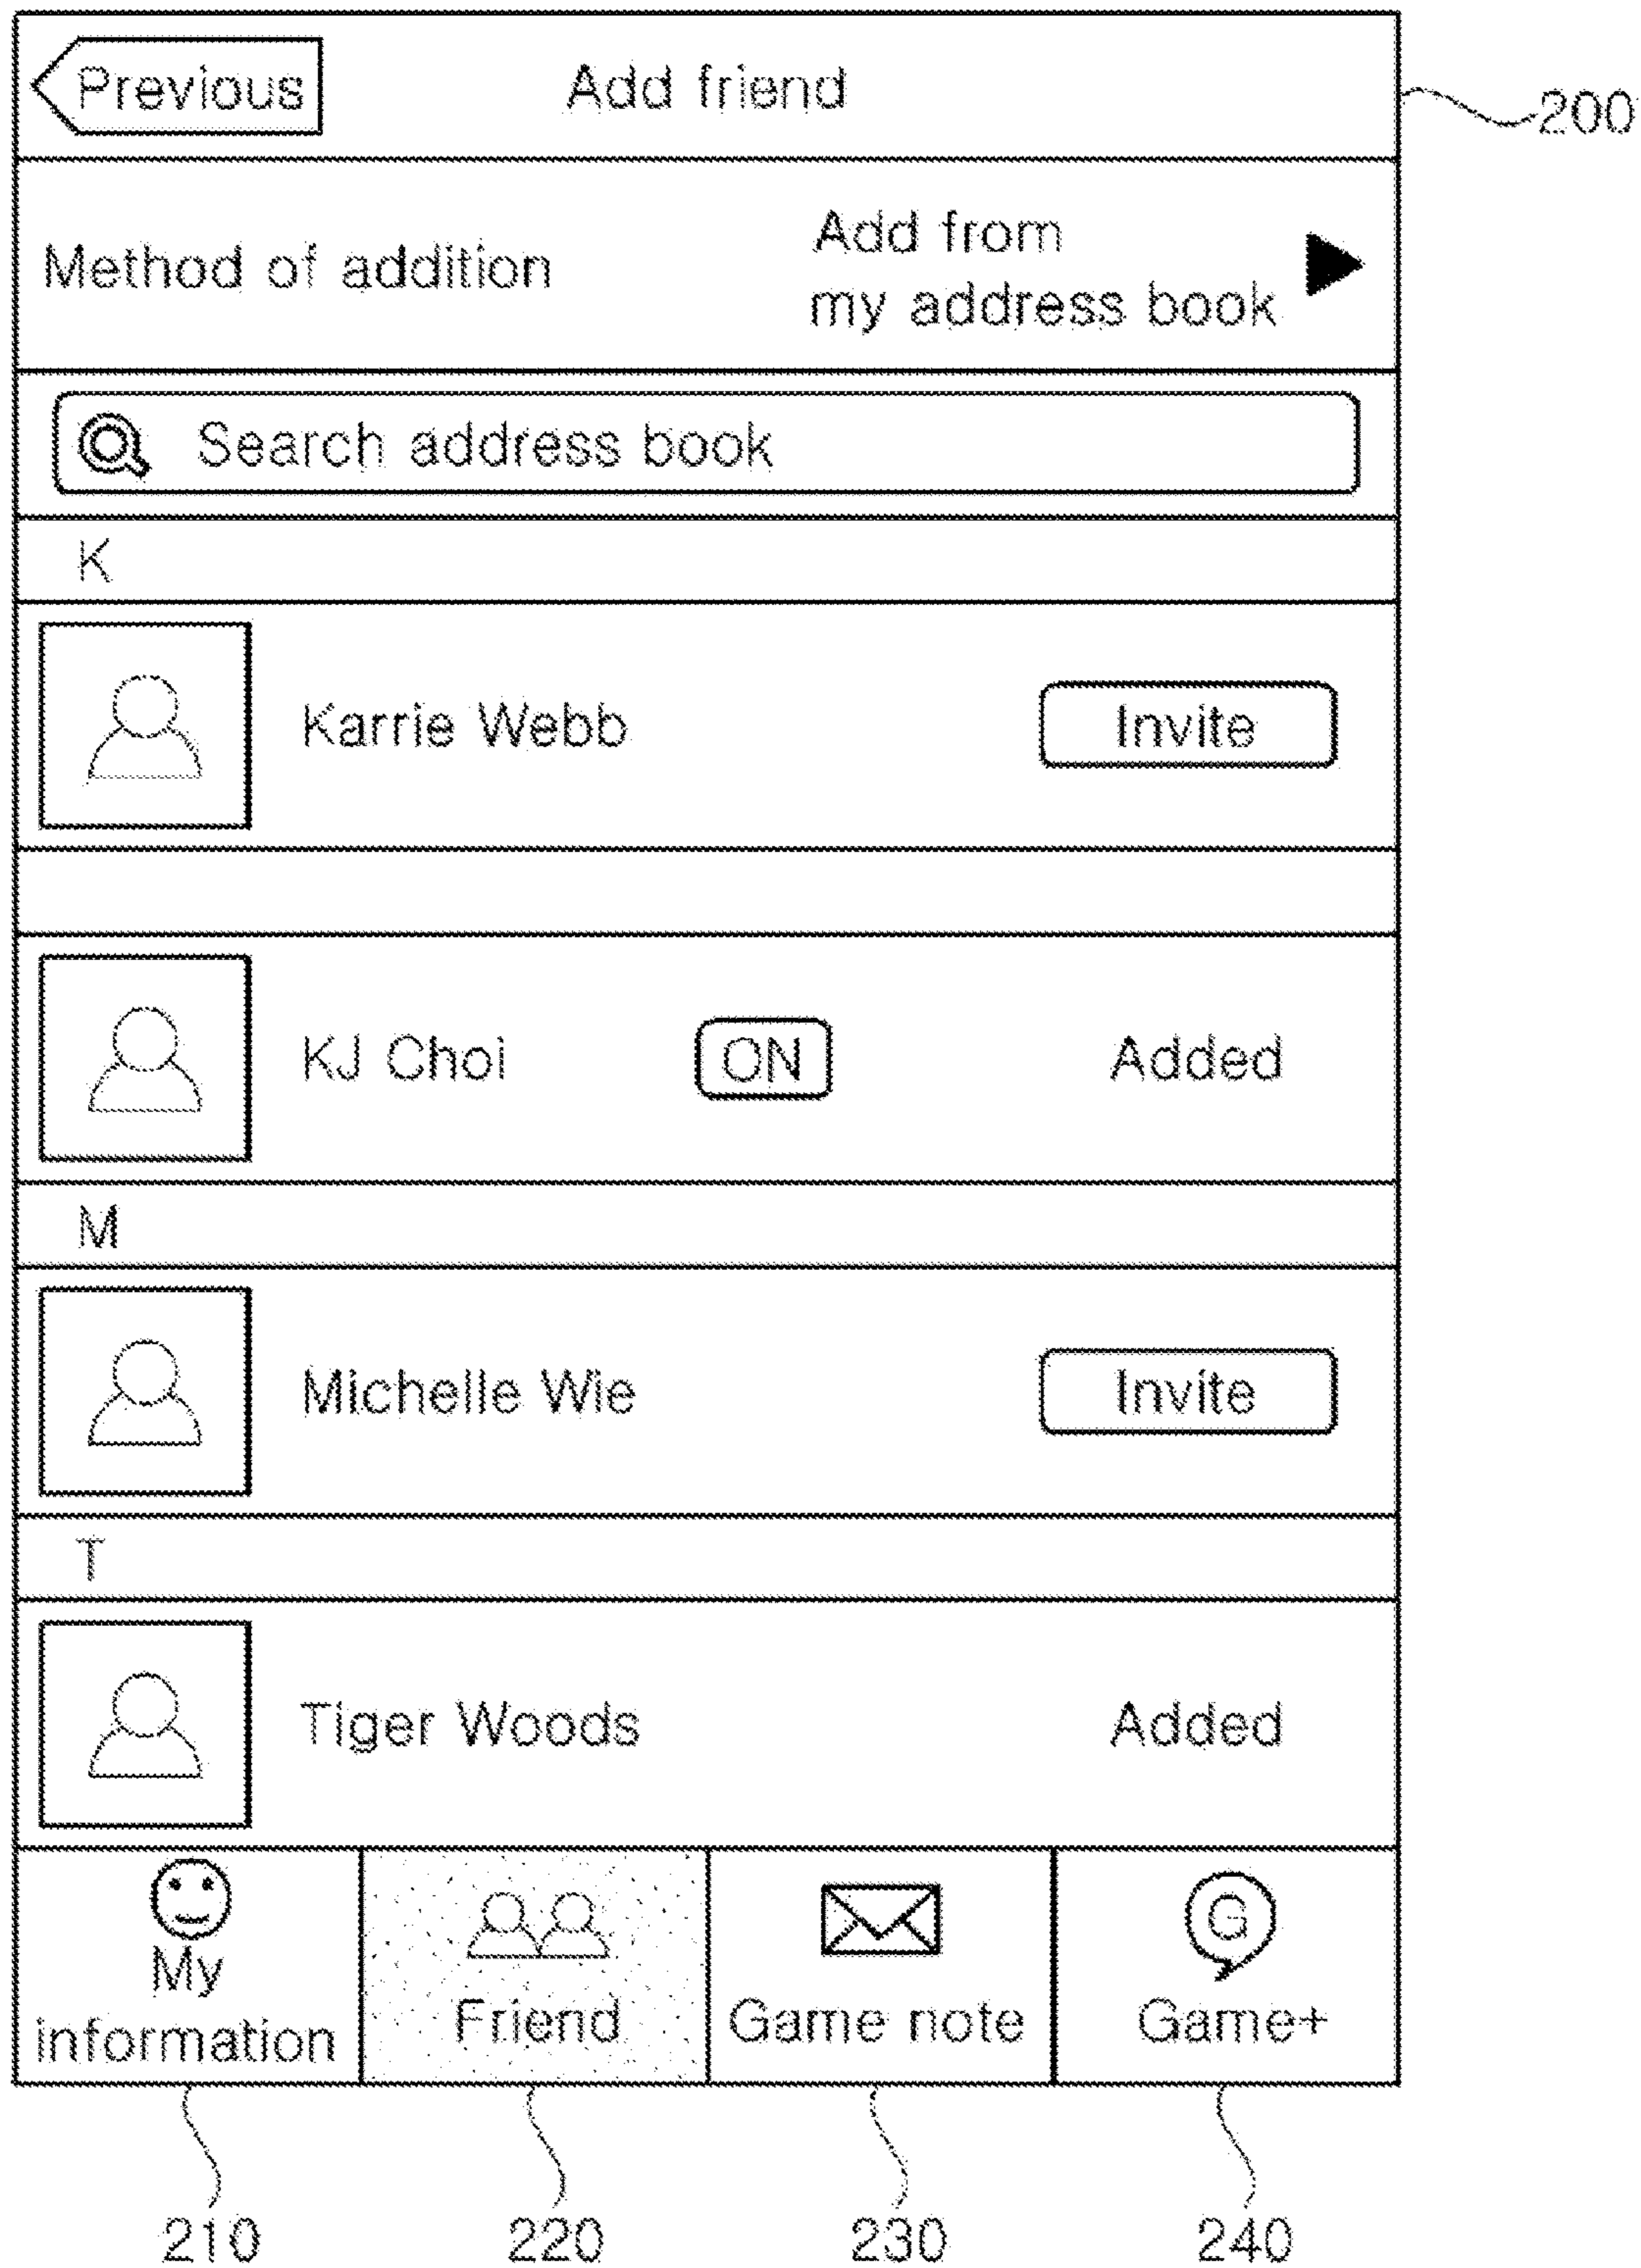 Previous
Add friend
200
Method of addition
Add from
my address book
Search address book
K
Karrie Webb
Invite
KJ Choi
ON
Added
M
Michelle Wie
Invite
T
Tiger Woods
Added
My
information
Friend
Game note
G
Game+
210
220
230
240